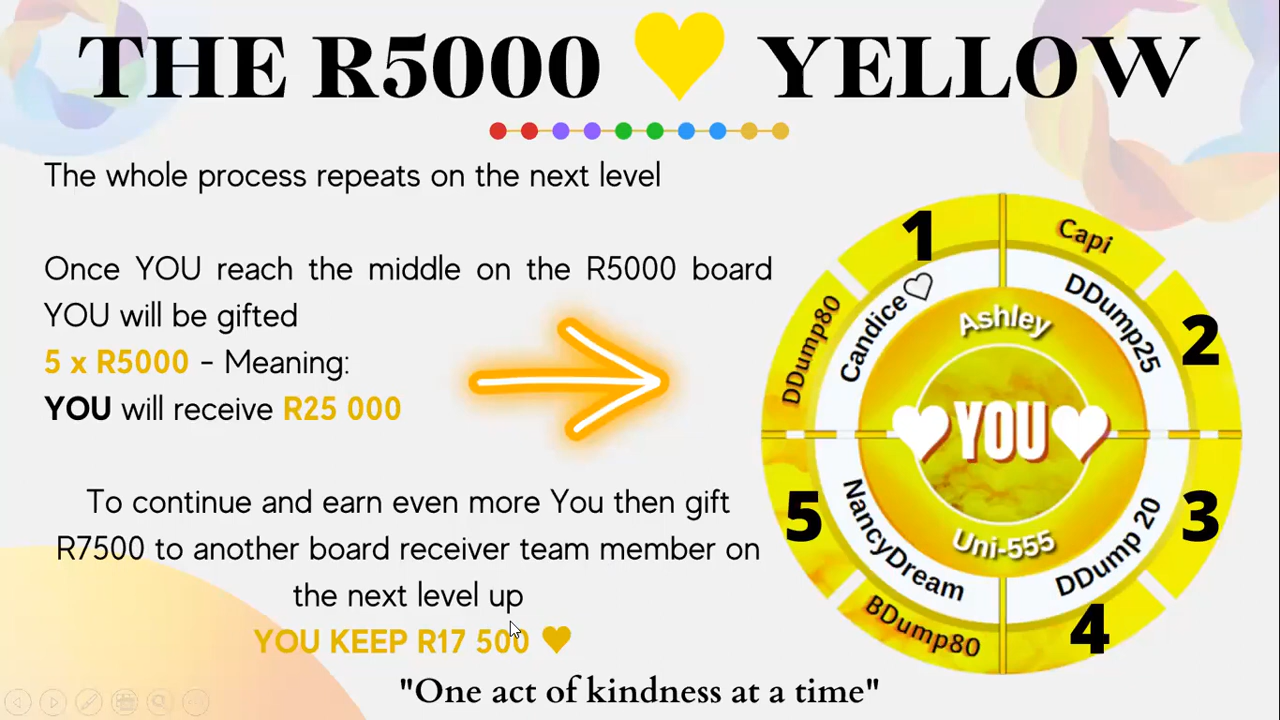 THE R5000 💛 YELLOW
The whole process repeats on the next level
Once YOU reach the middle on the R5000 board
YOU will be gifted
5 x R5000 - Meaning:
YOU will receive R25 000
To continue and earn even more You then gift
R7500 to another board receiver team member on
the next level up
YOU KEEP R17 500 💛
"One act of kindness at a time"
1
Capi
2
3
4
BDump80
5
DDump80
Candice♡
DDump25
DDump 20
NancyDream
Ashley
YOU
Uni-555